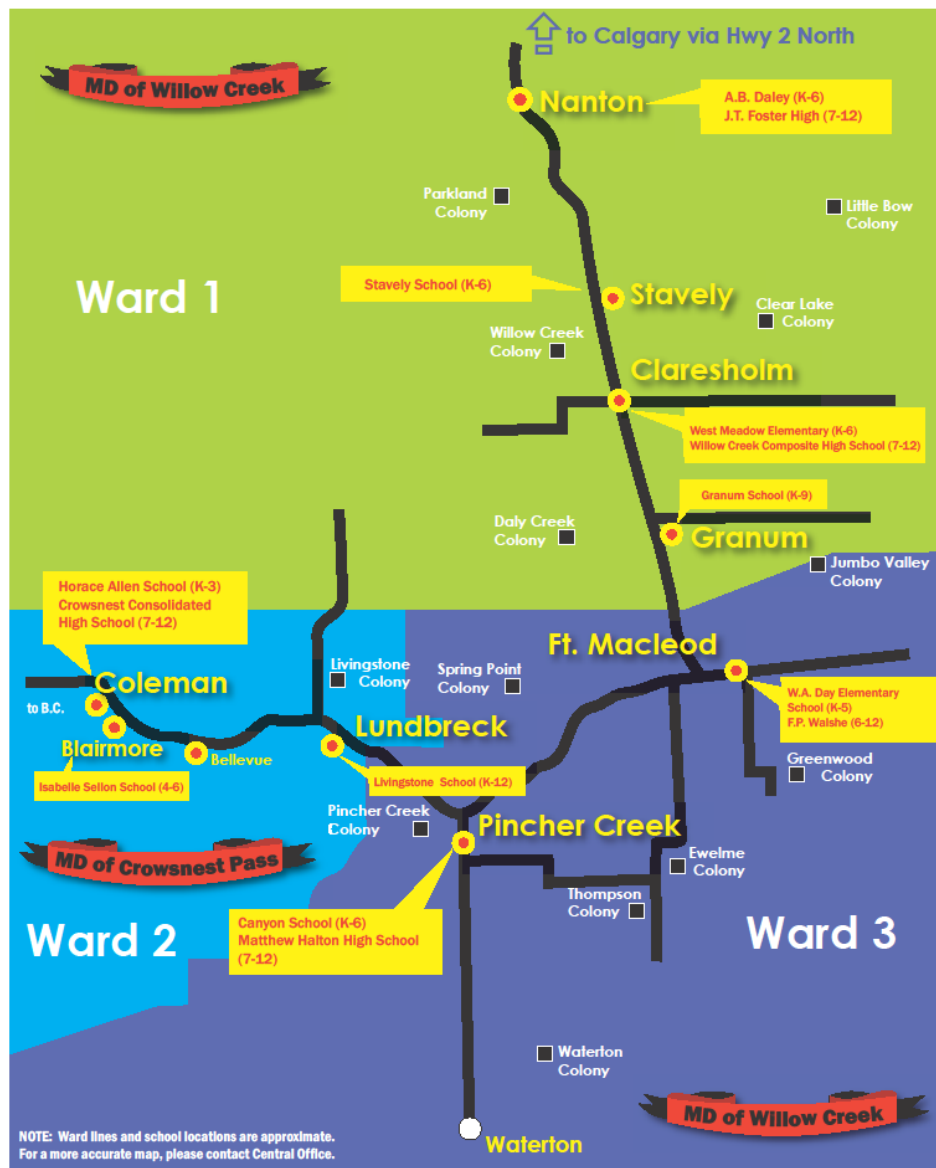 to Calgary via Hwy 2 North
MD of Willow Creek
Nanton
A.B. Daley (K-6)
J.T. Foster High (7-12)
Parkland
Colony
Little Bow
Colony
Ward 1
Stavely School (K-6)
Stavely
Clear Lake
Colony
Willow Creek
Colony
Claresholm
West Meadow Elementary (K-6)
Willow Creek Composite High School (7-12)
Granum School (K-9)
Daly Creek
Colony
Granum
Jumbo Valley
Colony
Horace Allen School (K-3)
Crowsnest Consolidated
High School (7-12)
Ft. Macleod
Livingstone
Colony
Spring Point
Colony
Coleman
to B.C.
W.A. Day Elementary
School (K-5)
F.P. Walshe (6-12)
Lundbreck
Blairmore
Bellevue
Greenwood
Colony
Isabelle Sellon School (4-6)
Livingstone School (K-12)
Pincher Creek
Colony
Pincher Creek
MD of Crowsnest Pass
Ewelme
Colony
Thompson
Colony
Canyon School (K-6)
Matthew Halton High School
(7-12)
Ward 2
Ward 3
Waterton
Colony
MD of Willow Creek
NOTE: Ward lines and school locations are approximate.
For a more accurate map, please contact Central Office.
Waterton